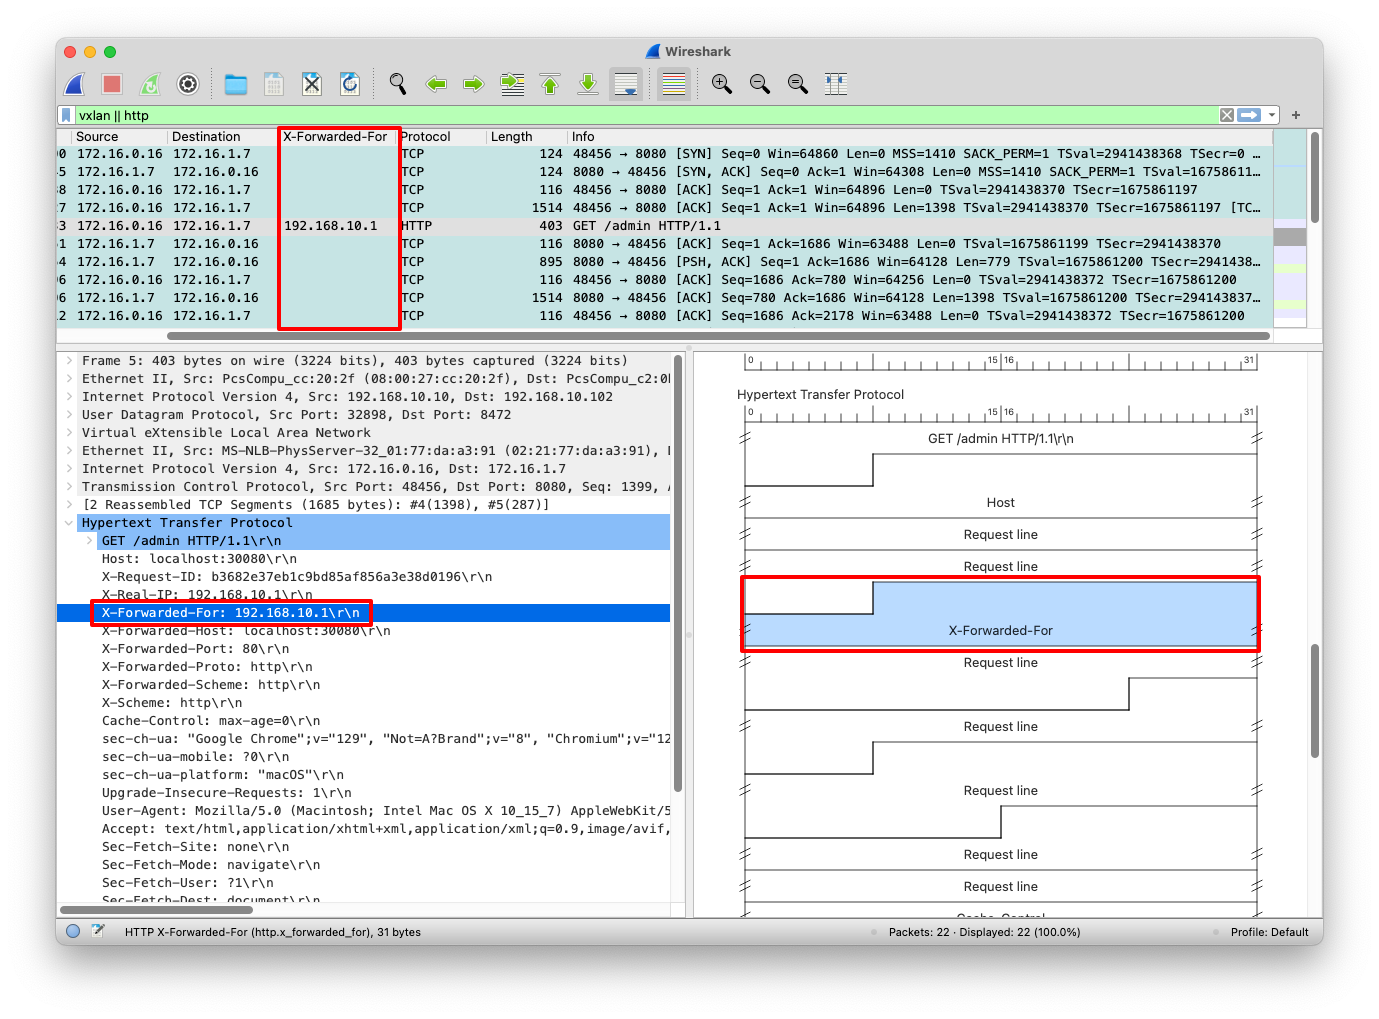 Wireshark
vxlan || http
Source Destination X-Forwarded-For Protocol Length Info
172.16.0.16 172.16.1.7 TCP 124 48456 → 8080 [SYN] Seq=0 Win=64860 Len=0 MSS=1410 SACK_PERM=1 TSval=2941438368 TSecr=0 …
172.16.1.7 172.16.0.16 TCP 124 8080 → 48456 [SYN, ACK] Seq=0 Ack=1 Win=64308 Len=0 MSS=1410 SACK_PERM=1 TSval=16758611…
172.16.0.16 172.16.1.7 TCP 116 48456 → 8080 [ACK] Seq=1 Ack=1 Win=64896 Len=0 TSval=2941438370 TSecr=1675861197
172.16.0.16 172.16.1.7 TCP 1514 48456 → 8080 [ACK] Seq=1 Ack=1 Win=64896 Len=1398 TSval=2941438370 TSecr=1675861197 [TC…
172.16.0.16 172.16.1.7 192.168.10.1 HTTP 403 GET /admin HTTP/1.1
172.16.1.7 172.16.0.16 TCP 116 8080 → 48456 [ACK] Seq=1 Ack=1686 Win=63488 Len=0 TSval=1675861199 TSecr=2941438370
172.16.1.7 172.16.0.16 TCP 895 8080 → 48456 [PSH, ACK] Seq=1 Ack=1686 Win=64128 Len=779 TSval=1675861200 TSecr=2941438…
172.16.0.16 172.16.1.7 TCP 116 48456 → 8080 [ACK] Seq=1686 Ack=780 Win=64256 Len=0 TSval=2941438372 TSecr=1675861200
172.16.1.7 172.16.0.16 TCP 1514 8080 → 48456 [ACK] Seq=780 Ack=1686 Win=64128 Len=1398 TSval=1675861200 TSecr=294143837…
172.16.0.16 172.16.1.7 TCP 116 48456 → 8080 [ACK] Seq=1686 Ack=2178 Win=63488 Len=0 TSval=2941438372 TSecr=1675861200
Frame 5: 403 bytes on wire (3224 bits), 403 bytes captured (3224 bits)
Ethernet II, Src: PcsCompu_cc:20:2f (08:00:27:cc:20:2f), Dst: PcsCompu_c2:0
Internet Protocol Version 4, Src: 192.168.10.10, Dst: 192.168.10.102
User Datagram Protocol, Src Port: 32898, Dst Port: 8472
Virtual eXtensible Local Area Network
Ethernet II, Src: MS-NLB-PhysServer-32_01:77:da:a3:91 (02:21:77:da:a3:91),
Internet Protocol Version 4, Src: 172.16.0.16, Dst: 172.16.1.7
Transmission Control Protocol, Src Port: 48456, Dst Port: 8080, Seq: 1399,
[2 Reassembled TCP Segments (1685 bytes): #4(1398), #5(287)]
Hypertext Transfer Protocol
GET /admin HTTP/1.1\r\n
Host: localhost:30080\r\n
X-Request-ID: b3682e37eb1c9bd85af856a3e38d0196\r\n
X-Real-IP: 192.168.10.1\r\n
X-Forwarded-For: 192.168.10.1\r\n
X-Forwarded-Host: localhost:30080\r\n
X-Forwarded-Port: 80\r\n
X-Forwarded-Proto: http\r\n
X-Forwarded-Scheme: http\r\n
X-Scheme: http\r\n
Cache-Control: max-age=0\r\n
sec-ch-ua: "Google Chrome";v="129", "Not=A?Brand";v="8", "Chromium";v="12
sec-ch-ua-mobile: ?0\r\n
sec-ch-ua-platform: "macOS"\r\n
Upgrade-Insecure-Requests: 1\r\n
User-Agent: Mozilla/5.0 (Macintosh; Intel Mac OS X 10_15_7) AppleWebKit/5
Accept: text/html,application/xhtml+xml,application/xml;q=0.9,image/avif,
Sec-Fetch-Site: none\r\n
Sec-Fetch-Mode: navigate\r\n
Sec-Fetch-User: ?1\r\n
Sec-Fetch-Dest: document\r\n
0 15 16 31
Hypertext Transfer Protocol
0 15 16 31
GET /admin HTTP/1.1\r\n
Host
Request line
Request line
X-Forwarded-For
Request line
Request line
Request line
Request line
Request line
Cache-Control
HTTP X-Forwarded-For (http.x_forwarded_for), 31 bytes
Packets: 22 · Displayed: 22 (100.0%)
Profile: Default